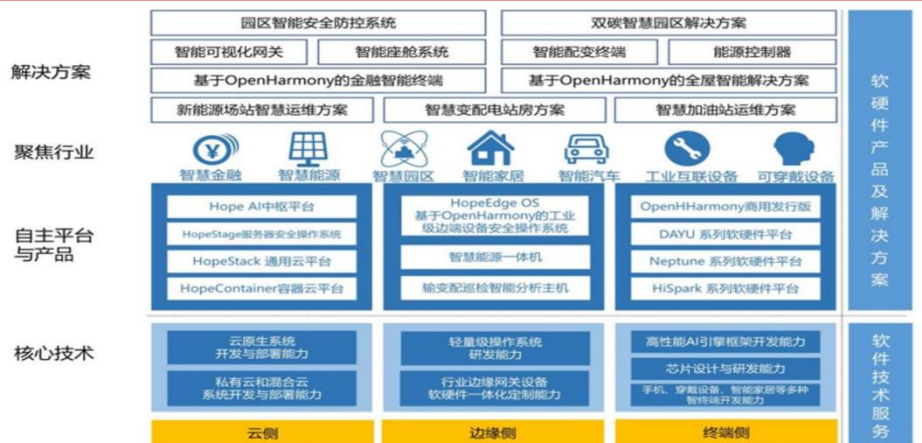 园区智能安全防控系统
双碳智慧园区解决方案
智能可视化网关
智能座舱系统
智能配变终端
能源控制器
解决方案
基于OpenHarmony的金融智能终端
基于OpenHarmony的全屋智能解决方案
新能源场站智慧运维方案
智慧变配电站房方案
智慧加油站运维方案
聚焦行业
智慧金融
智慧能源
智慧园区
智能家居
智能汽车
工业互联设备
可穿戴设备
自主平台
与产品
Hope AI中枢平台
HopeStage服务器安全操作系统
HopeStack 通用云平台
HopeContainer容器云平台
HopeEdge OS
基于OpenHarmony的工业
级边端设备安全操作系统
智慧能源一体机
输变配巡检智能分析主机
OpenHHarmony商用发行版
DAYU 系列软硬件平台
Neptune 系列软硬件平台
HiSpark 系列软硬件平台
软硬件产品及解决方案
核心技术
云原生系统
开发与部署能力
私有云和混合云
系统开发与部署能力
轻量级操作系统
研发能力
行业边缘网关设备
软硬件一体化定制能力
高性能AI引擎框架开发能力
芯片设计与研发能力
手机、穿戴设备、智能家居等多种
智终端开发能力
软件技术服务
云侧
边缘侧
终端侧